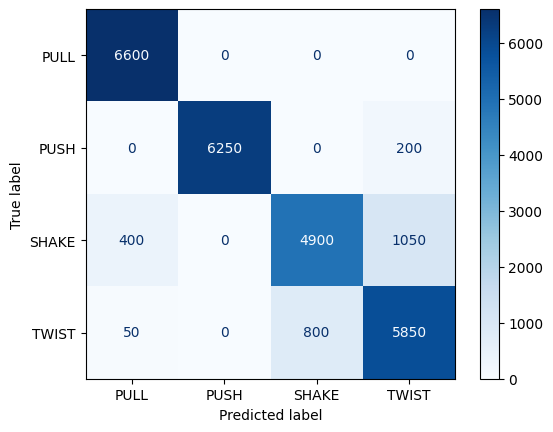 PULL 6600 0 0 0
PUSH 0 6250 0 200
SHAKE 400 0 4900 1050
TWIST 50 0 800 5850
PULL PUSH SHAKE TWIST
Predicted label
True label
6000
5000
4000
3000
2000
1000
0